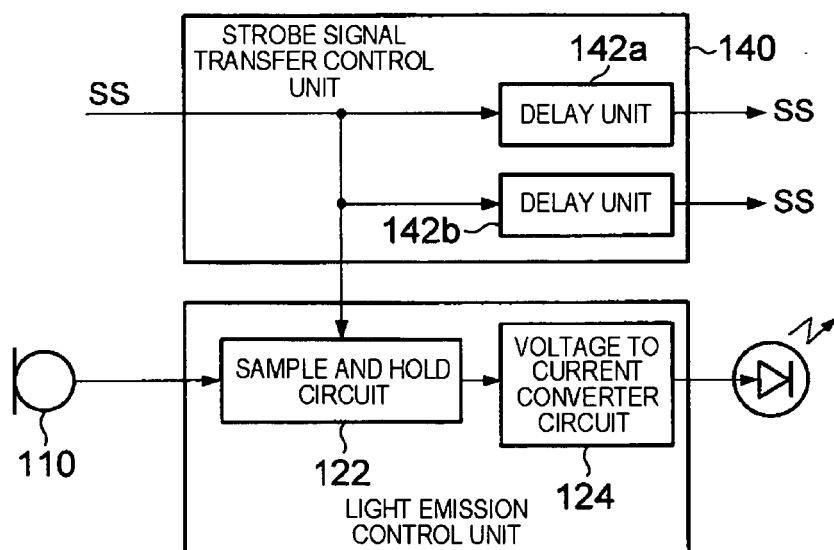 STROBE SIGNAL
TRANSFER CONTROL
UNIT
142a
140
SS
DELAY UNIT
SS
DELAY UNIT
SS
142b
SAMPLE AND HOLD
CIRCUIT
VOLTAGE TO
CURRENT
CONVERTER
CIRCUIT
110
122
124
LIGHT EMISSION
CONTROL UNIT